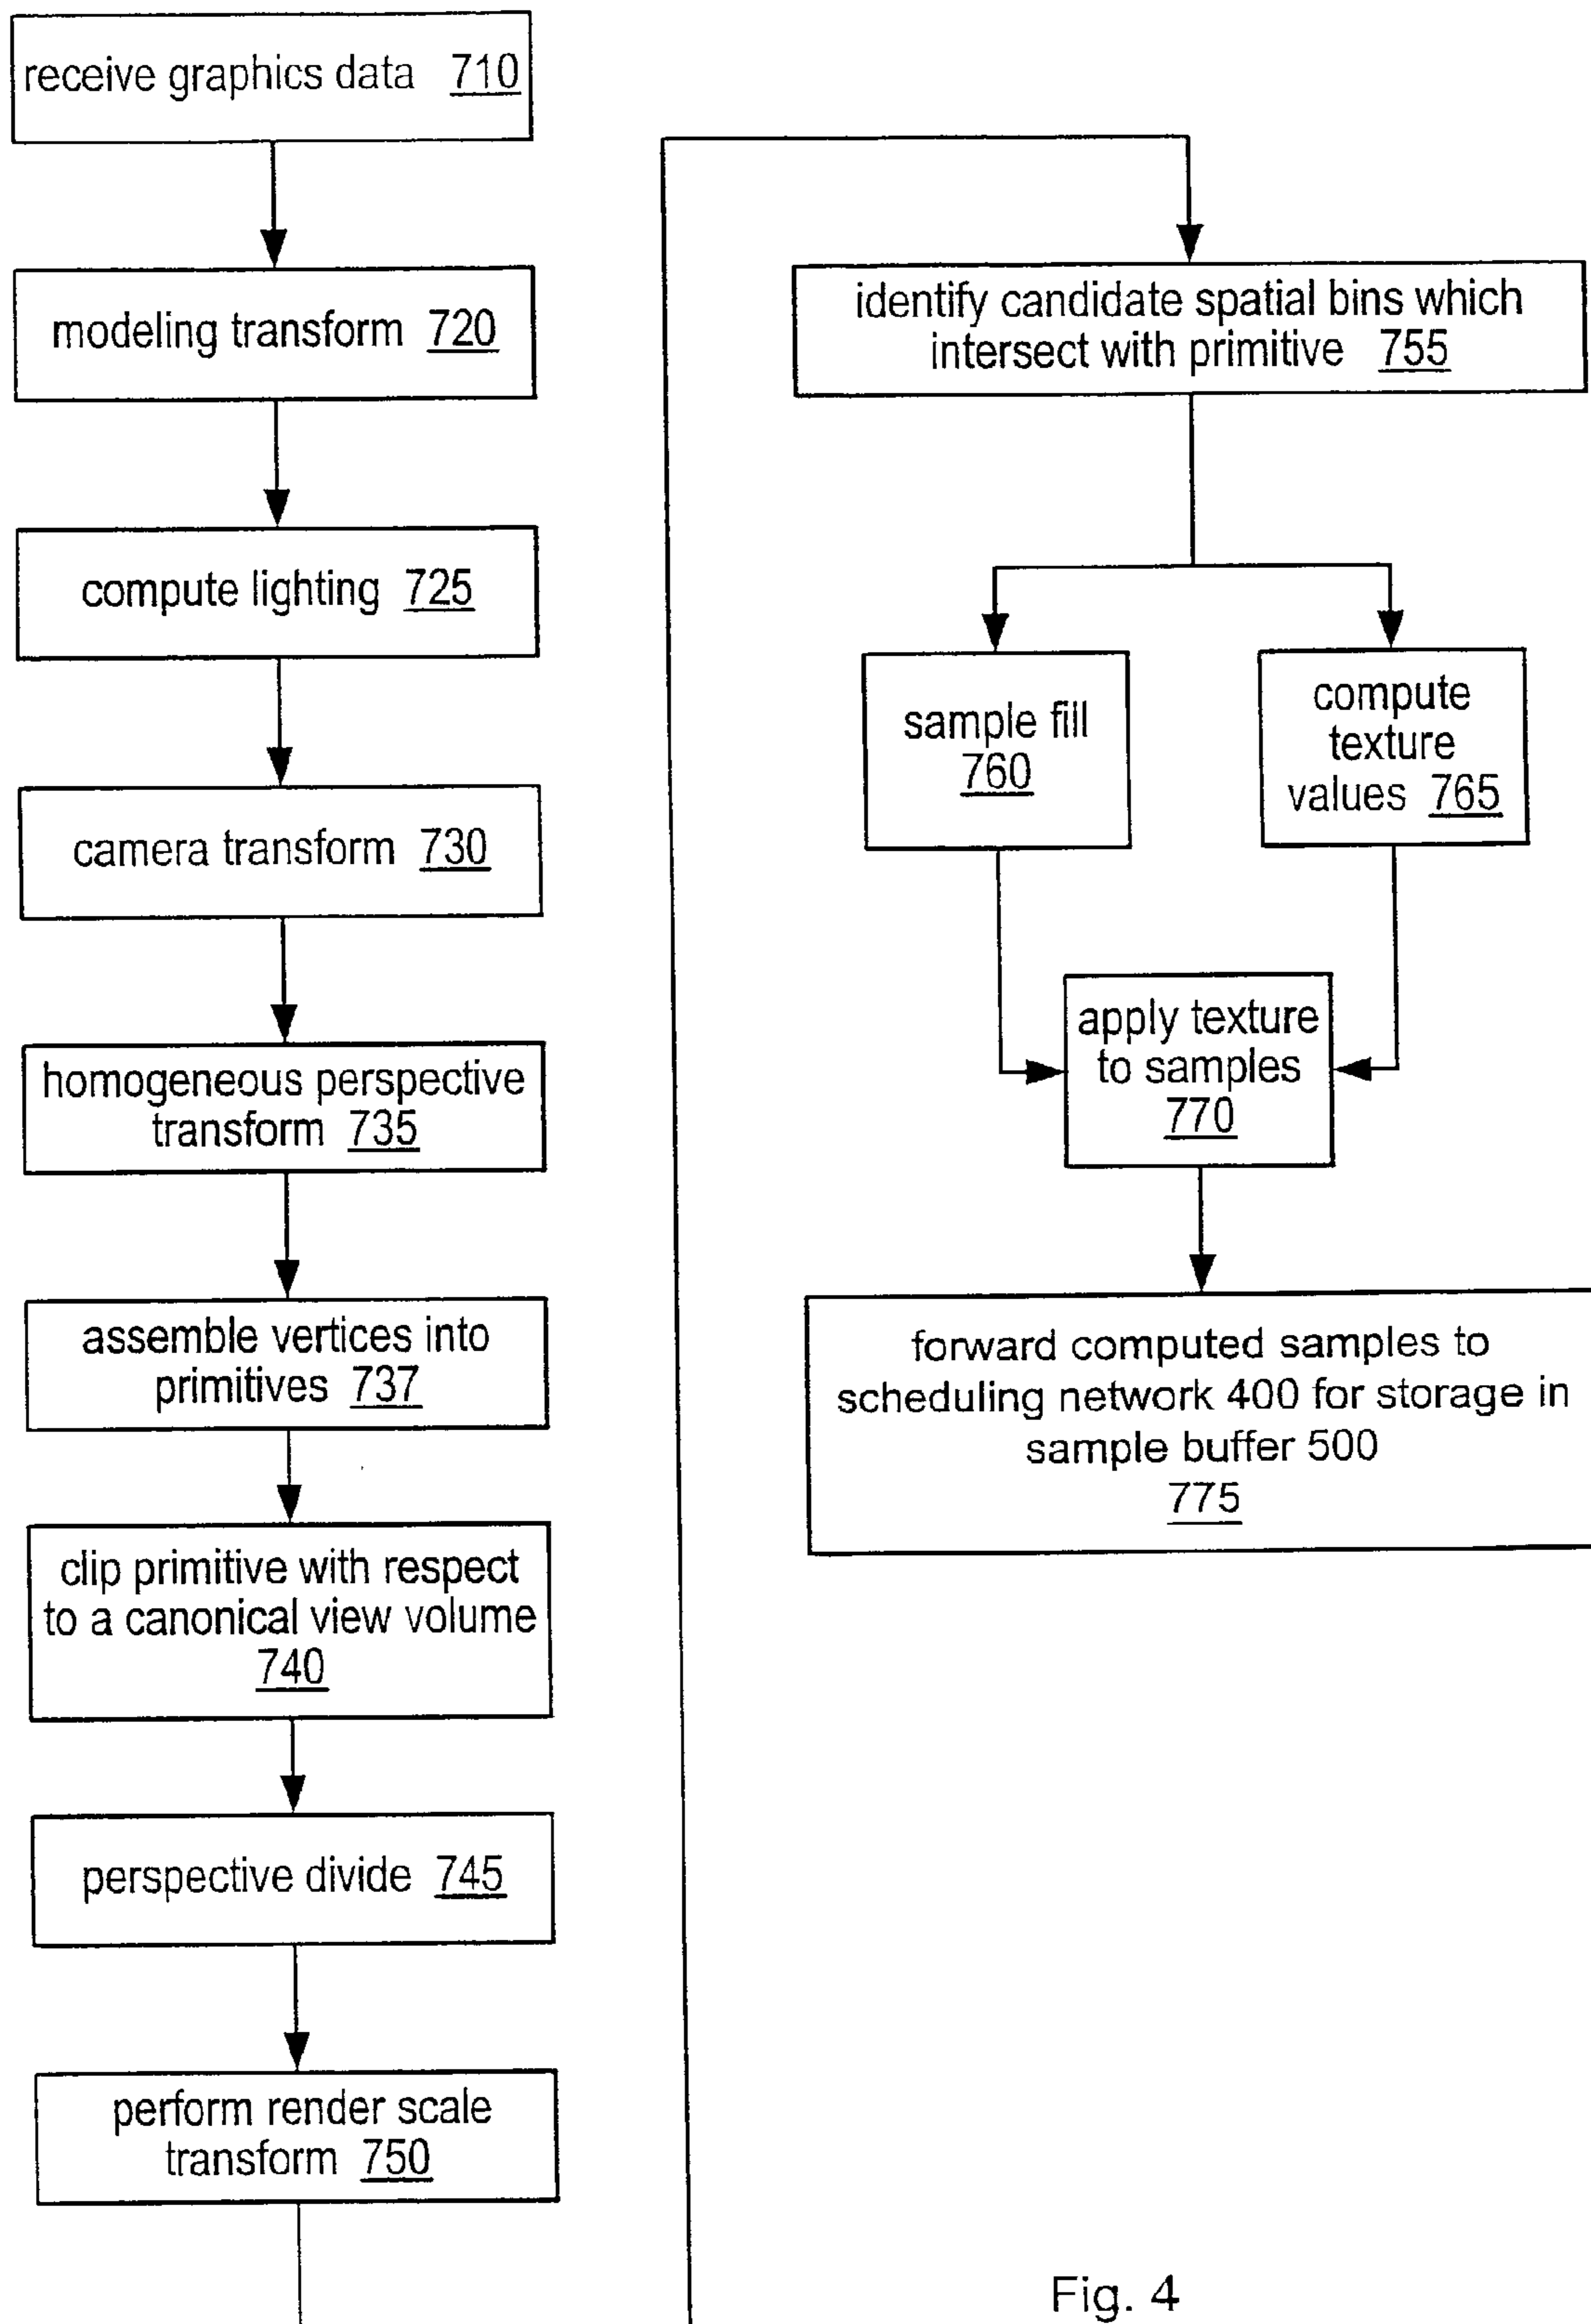 receive graphics data 710
modeling transform 720
compute lighting 725
camera transform 730
homogeneous perspective
transform 735
assemble vertices into
primitives 737
clip primitive with respect
to a canonical view volume
740
perspective divide 745
perform render scale
transform 750
identify candidate spatial bins which
intersect with primitive 755
sample fill
760
compute
texture
values 765
apply texture
to samples
770
forward computed samples to
scheduling network 400 for storage in
sample buffer 500
775
Fig. 4